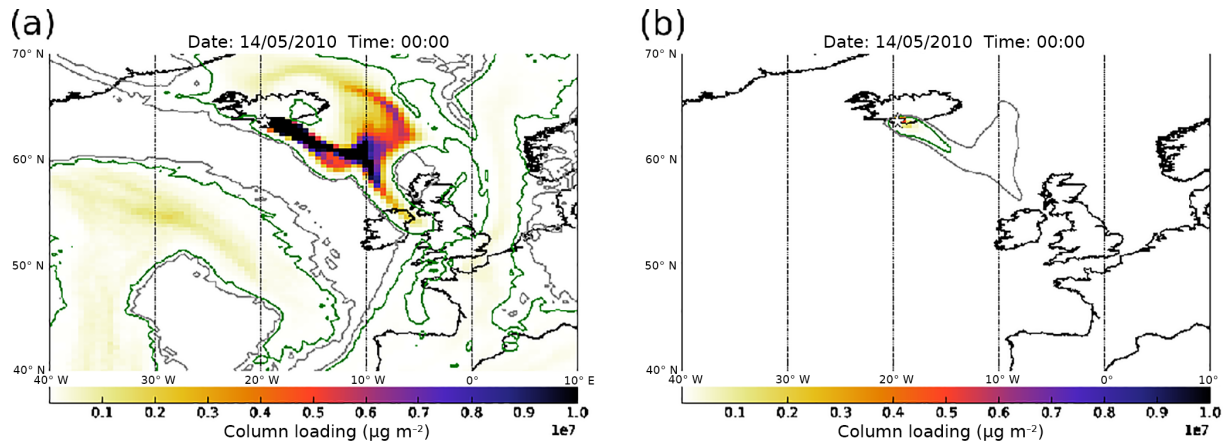 (a)
(b)
Date: 14/05/2010 Time: 00:00
Date: 14/05/2010 Time: 00:00
70° N
70° N
60° N
60° N
50° N
50° N
40° N
40° N
40° W 30° W 20° W 10° W 0° 10° E
40° W 30° W 20° W 10° W 0° 10°
0.1 0.2 0.3 0.4 0.5 0.6 0.7 0.8 0.9 1.0
0.1 0.2 0.3 0.4 0.5 0.6 0.7 0.8 0.9 1.0
Column loading (μg m⁻²) 1e7
Column loading (μg m⁻²) 1e7